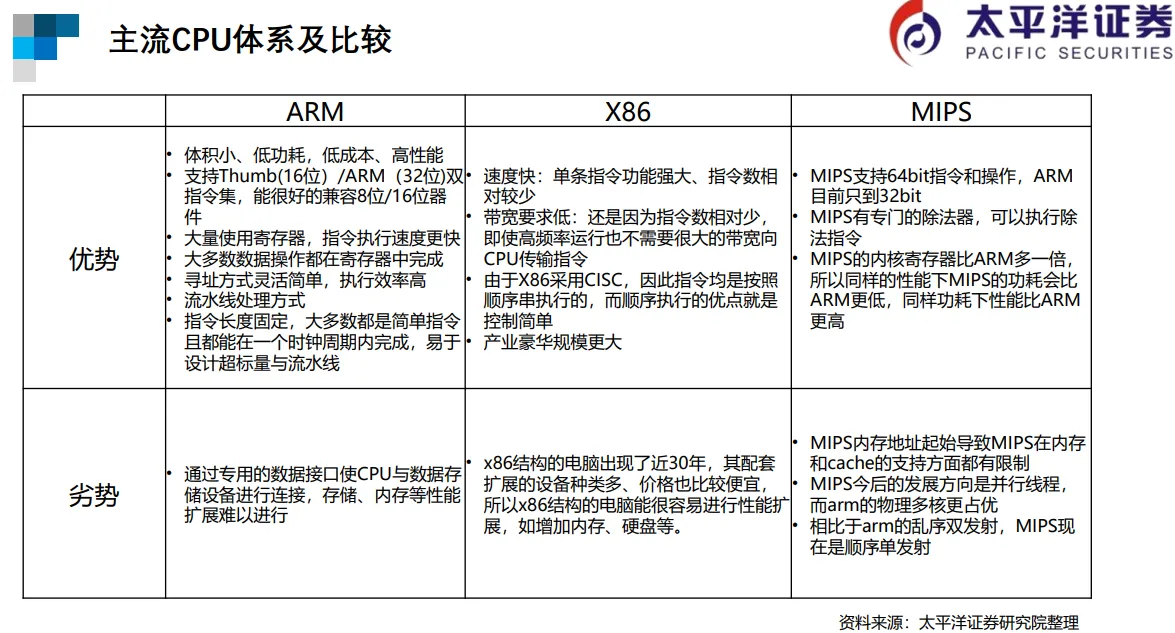 主流CPU体系及比较
太平洋证券
PACIFIC SECURITIES
ARM
X86
MIPS
优势
• 体积小、低功耗，低成本、高性能
• 支持Thumb(16位）/ARM（32位)双
指令集，能很好的兼容8位/16位器
件
• 大量使用寄存器，指令执行速度更快
• 大多数数据操作都在寄存器中完成
• 寻址方式灵活简单，执行效率高
• 流水线处理方式
• 指令长度固定，大多数都是简单指令
且都能在一个时钟周期内完成，易于
设计超标量与流水线
• 速度快：单条指令功能强大、指令数相
对较少
• 带宽要求低：还是因为指令数相对少，
即使高频率运行也不需要很大的带宽向
CPU传输指令
• 由于X86采用CISC，因此指令均是按照
顺序串执行的，而顺序执行的优点就是
控制简单
• 产业豪华规模更大
• MIPS支持64bit指令和操作，ARM
目前只到32bit
• MIPS有专门的除法器，可以执行除
法指令
• MIPS的内核寄存器比ARM多一倍，
所以同样的性能下MIPS的功耗会比
ARM更低，同样功耗下性能比ARM
更高
劣势
• 通过专用的数据接口使CPU与数据存
储设备进行连接，存储、内存等性能
扩展难以进行
• x86结构的电脑出现了近30年，其配套
扩展的设备种类多、价格也比较便宜，
所以x86结构的电脑能很容易进行性能扩
展，如增加内存、硬盘等。
• MIPS内存地址起始导致MIPS在内存
和cache的支持方面都有限制
• MIPS今后的发展方向是并行线程，
而arm的物理多核更占优
• 相比于arm的乱序双发射，MIPS现
在是顺序单发射
资料来源：太平洋证券研究院整理